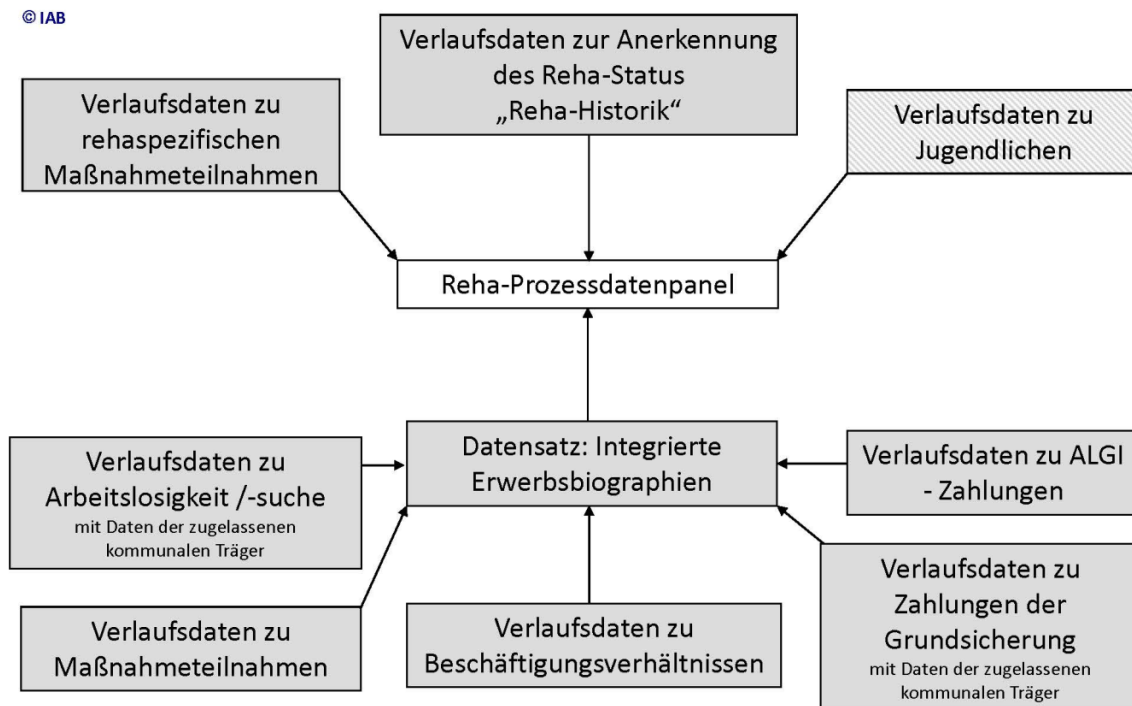 © IAB
Verlaufsdaten zur Anerkennung
des Reha-Status
„Reha-Historik“
Verlaufsdaten zu
rehaspezifischen
Maßnahmeteilnahmen
Verlaufsdaten zu
Jugendlichen
Reha-Prozessdatenpanel
Datensatz: Integrierte
Erwerbsbiographien
Verlaufsdaten zu
Arbeitslosigkeit /-suche
mit Daten der zugelassenen
kommunalen Träger
Verlaufsdaten zu ALGI
- Zahlungen
Verlaufsdaten zu
Maßnahmeteilnahmen
Verlaufsdaten zu
Beschäftigungsverhältnissen
Verlaufsdaten zu
Zahlungen der
Grundsicherung
mit Daten der zugelassenen
kommunalen Träger